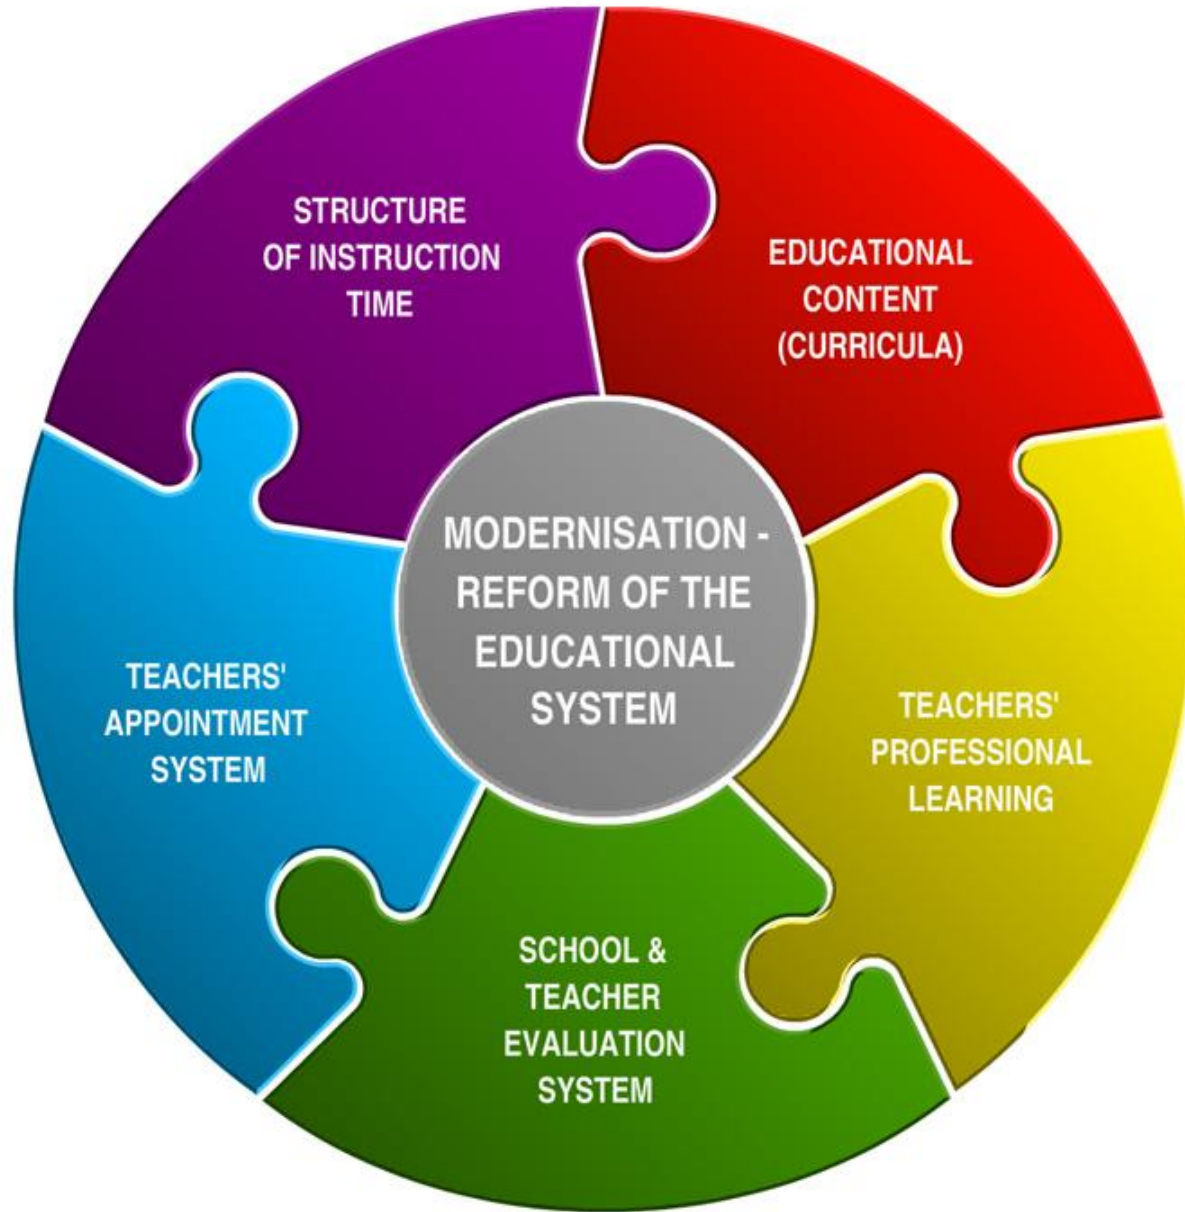 STRUCTURE
OF INSTRUCTION
TIME
EDUCATIONAL
CONTENT
(CURRICULA)
MODERNISATION -
REFORM OF THE
EDUCATIONAL
SYSTEM
TEACHERS'
APPOINTMENT
SYSTEM
TEACHERS'
PROFESSIONAL
LEARNING
SCHOOL &
TEACHER
EVALUATION
SYSTEM